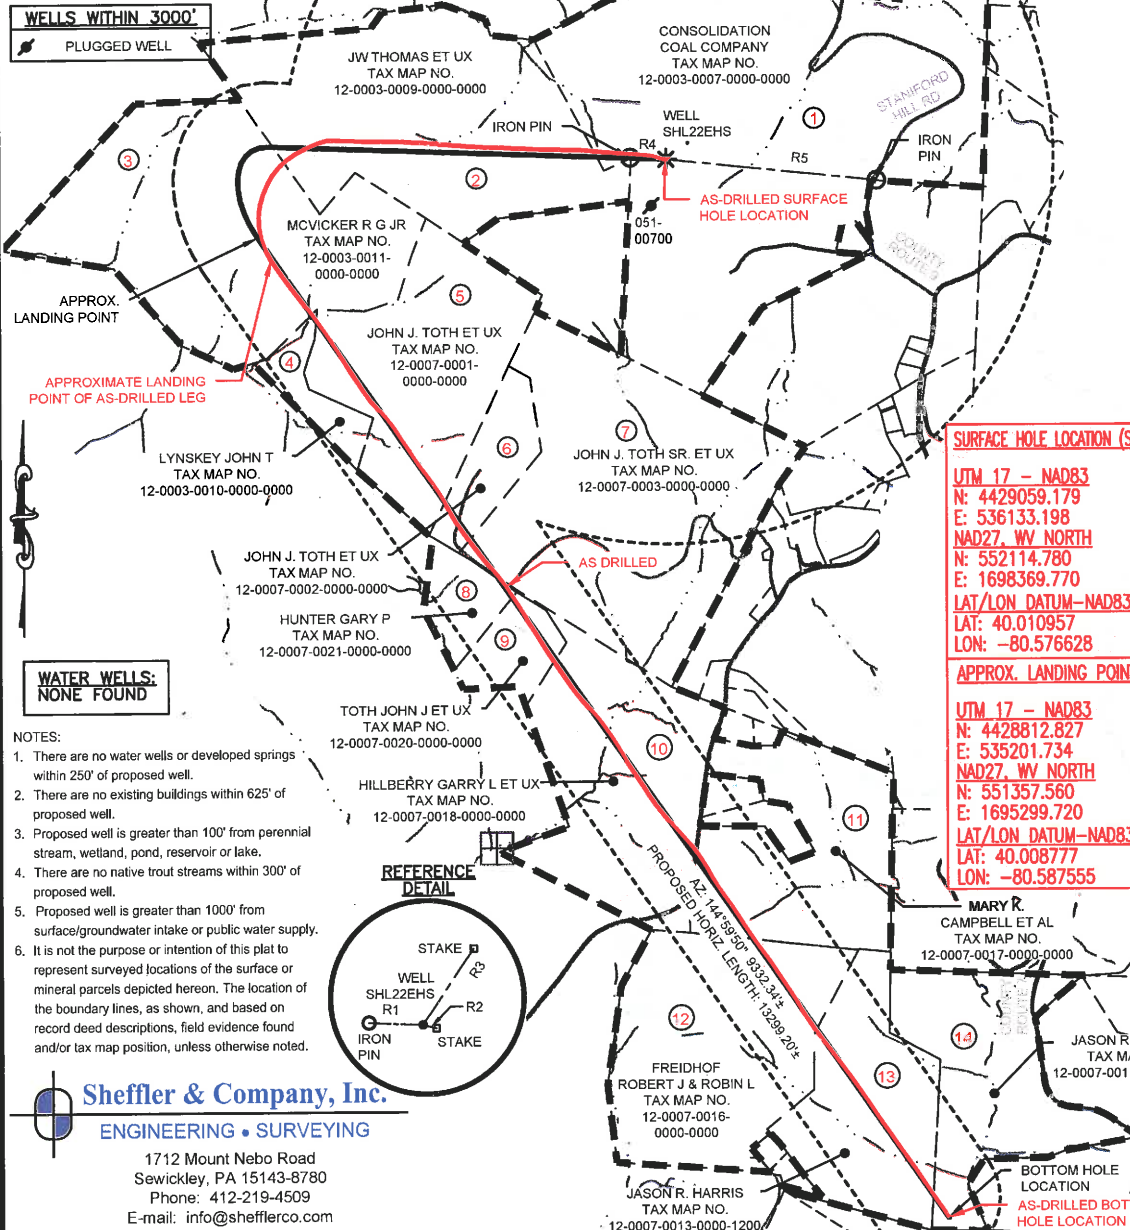 WELLS WITHIN 3000'
PLUGGED WELL
JW THOMAS ET UX
TAX MAP NO.
12-0003-0009-0000-0000
CONSOLIDATION
COAL COMPANY
TAX MAP NO.
12-0003-0007-0000-0000
STANIFORD
HILL RD
1
IRON PIN
WELL
SHL22EHS
R4
R5
IRON
PIN
3
2
AS-DRILLED SURFACE
HOLE LOCATION
051-
00700
MCVICKER R G JR
TAX MAP NO.
12-0003-0011-
0000-0000
COUNTY
ROUTE 5
APPROX.
LANDING POINT
5
JOHN J. TOTH ET UX
TAX MAP NO.
12-0007-0001-
0000-0000
4
APPROXIMATE LANDING
POINT OF AS-DRILLED LEG
LYNSKEY JOHN T
TAX MAP NO.
12-0003-0010-0000-0000
6
7
JOHN J. TOTH SR. ET UX
TAX MAP NO.
12-0007-0003-0000-0000
SURFACE HOLE LOCATION (S
UTM 17 - NAD83
N: 4429059.179
E: 536133.198
NAD27, WV NORTH
N: 552114.780
E: 1698369.770
LAT/LON DATUM-NAD83
LAT: 40.010957
LON: -80.576628
APPROX. LANDING POIN
UTM 17 - NAD83
N: 4428812.827
E: 535201.734
NAD27, WV NORTH
N: 551357.560
E: 1695299.720
LAT/LON DATUM-NAD83
LAT: 40.008777
LON: -80.587555
JOHN J. TOTH ET UX
TAX MAP NO.
12-0007-0002-0000-0000
AS DRILLED
8
HUNTER GARY P
TAX MAP NO.
12-0007-0021-0000-0000
9
TOTH JOHN J ET UX
TAX MAP NO.
12-0007-0020-0000-0000
10
HILLBERRY GARRY L ET UX
TAX MAP NO.
12-0007-0018-0000-0000
11
WATER WELLS:
NONE FOUND
NOTES:
1. There are no water wells or developed springs
within 250' of proposed well.
2. There are no existing buildings within 625' of
proposed well.
3. Proposed well is greater than 100' from perennial
stream, wetland, pond, reservoir or lake.
4. There are no native trout streams within 300' of
proposed well.
5. Proposed well is greater than 1000' from
surface/groundwater intake or public water supply.
6. It is not the purpose or intention of this plat to
represent surveyed locations of the surface or
mineral parcels depicted hereon. The location of
the boundary lines, as shown, and based on
record deed descriptions, field evidence found
and/or tax map position, unless otherwise noted.
REFERENCE
DETAIL
STAKE
WELL
SHL22EHS
R3
R1
R2
IRON
PIN
STAKE
AZ: 144°59'50" 9332.34'±
PROPOSED HORIZ. LENGTH: 13299.20'±
MARY R.
CAMPBELL ET AL
TAX MAP NO.
12-0007-0017-0000-0000
12
FREIDHOF
ROBERT J & ROBIN L
TAX MAP NO.
12-0007-0016-
0000-0000
13
14
COUNTY
ROUTE
JASON R
TAX MA
12-0007-001
JASON R. HARRIS
TAX MAP NO.
12-0007-0013-0000-1200
BOTTOM HOLE
LOCATION
AS-DRILLED BOT
HOLE LOCATION
Sheffler & Company, Inc.
ENGINEERING • SURVEYING
1712 Mount Nebo Road
Sewickley, PA 15143-8780
Phone: 412-219-4509
E-mail: info@shefflerco.com